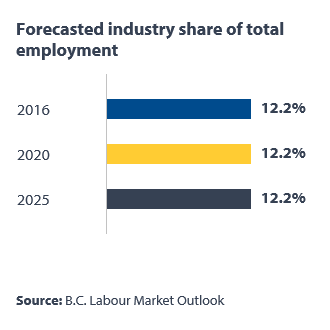 Forecasted industry share of total
employment
2016 12.2%
2020 12.2%
2025 12.2%
Source: B.C. Labour Market Outlook